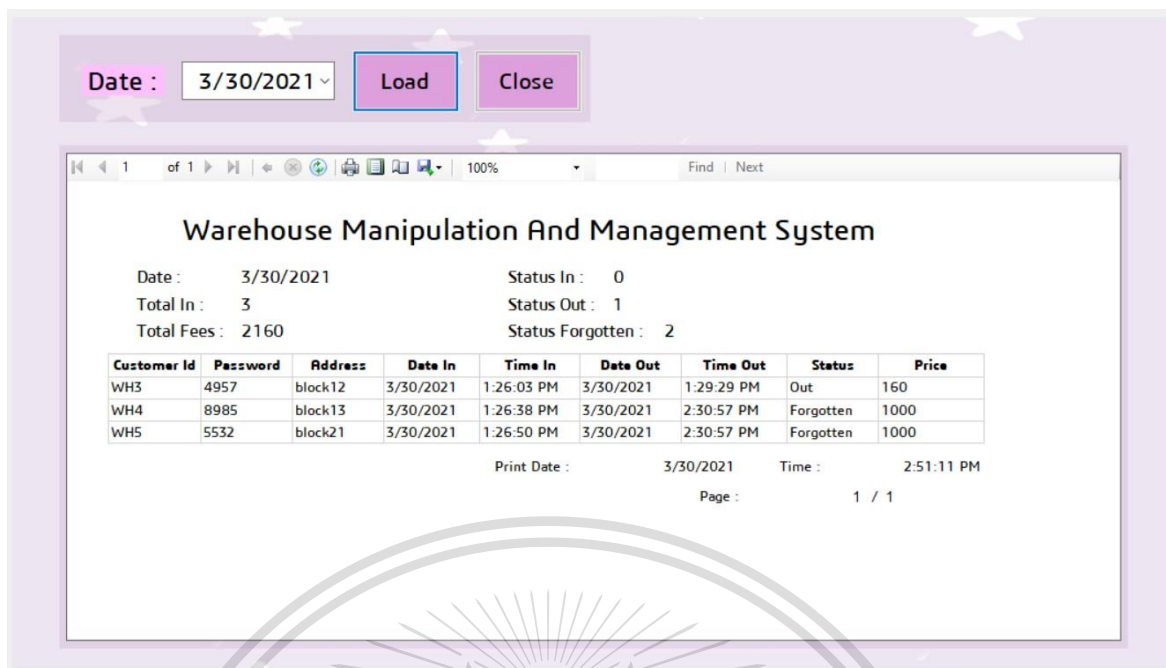 Date : 3/30/2021 Load Close
1 of 1 100% Find | Next
Warehouse Manipulation And Management System
Date : 3/30/2021 Status In : 0
Total In : 3 Status Out : 1
Total Fees : 2160 Status Forgotten : 2
Customer Id Password Address Date In Time In Date Out Time Out Status Price
WH3 4957 block12 3/30/2021 1:26:03 PM 3/30/2021 1:29:29 PM Out 160
WH4 8985 block13 3/30/2021 1:26:38 PM 3/30/2021 2:30:57 PM Forgotten 1000
WH5 5532 block21 3/30/2021 1:26:50 PM 3/30/2021 2:30:57 PM Forgotten 1000
Print Date : 3/30/2021 Time : 2:51:11 PM
Page : 1 / 1